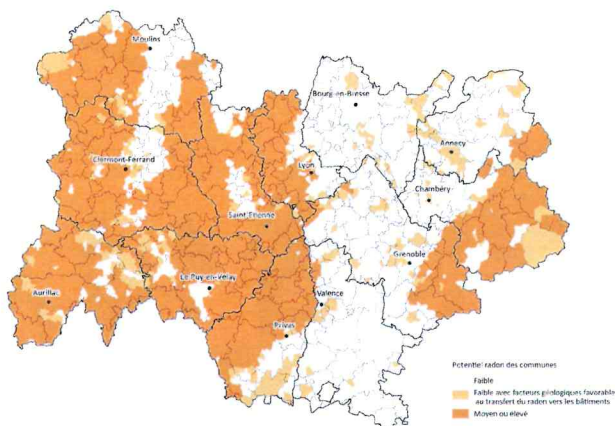 Moulins
Bourg-en-Bresse
Annecy
Clermont-Ferrand
Lyon
Chambéry
Saint-Etienne
Grenoble
Le Puy-en-Velay
Aurillac
Valence
Privas
Potentiel radon des communes
Faible
Faible avec facteurs géologiques favorable
au transfert du radon vers les bâtiments
Moyen ou élevé